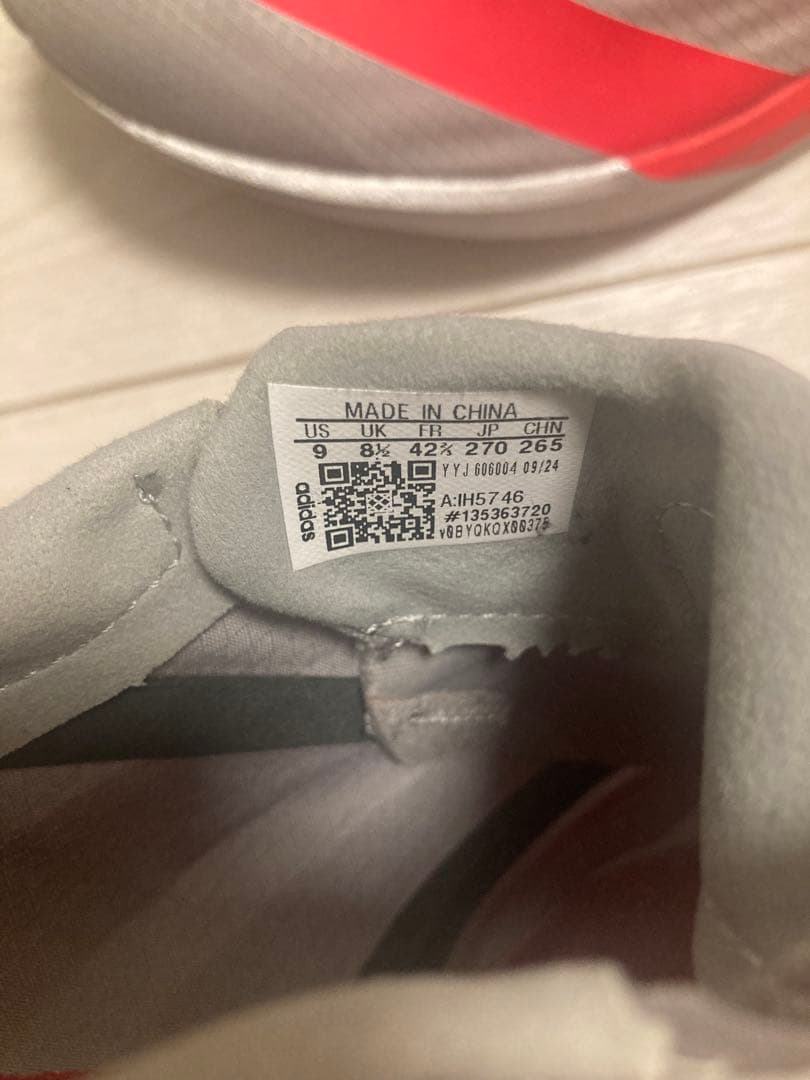 MADE IN CHINA
US UK FR JP CHN
9 8½ 42⅔ 270 265
YYJ 606004 09/24
adidas
A:IH5746
#135363720
v0BYQKQX00375